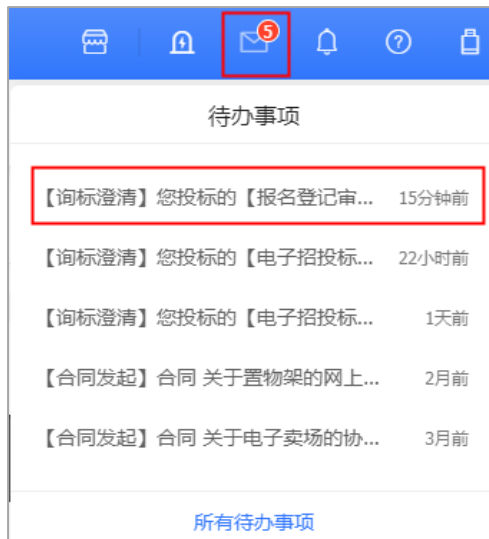 5
待办事项
【询标澄清】您投标的【报名登记审... 15分钟前
【询标澄清】您投标的【电子招投标... 22小时前
【询标澄清】您投标的【电子招投标... 1天前
【合同发起】合同 关于置物架的网上... 2月前
【合同发起】合同 关于电子卖场的协... 3月前
所有待办事项